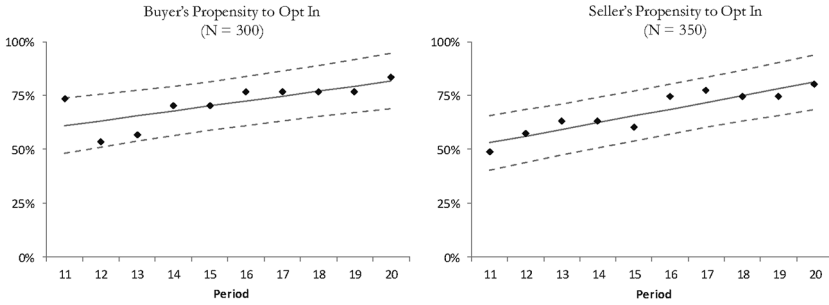 Buyer's Propensity to Opt In
(N = 300)
100%
75%
50%
25%
0%
11 12 13 14 15 16 17 18 19 20
Period
Seller's Propensity to Opt In
(N = 350)
100%
75%
50%
25%
0%
11 12 13 14 15 16 17 18 19 20
Period